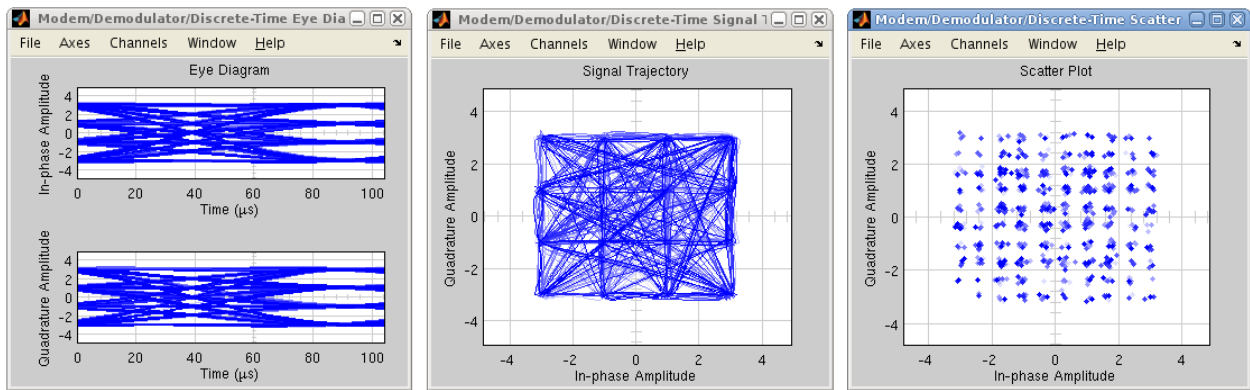 Modem/Demodulator/Discrete-Time Eye Dia
File Axes Channels Window Help
Eye Diagram
In-phase Amplitude
4
2
0
-2
-4
0 20 40 60 80 100
Time (μs)
Quadrature Amplitude
4
2
0
-2
-4
0 20 40 60 80 100
Time (μs)
Modem/Demodulator/Discrete-Time Signal T
File Axes Channels Window Help
Signal Trajectory
Quadrature Amplitude
4
2
0
-2
-4
-4 -2 0 2 4
In-phase Amplitude
Modem/Demodulator/Discrete-Time Scatter
File Axes Channels Window Help
Scatter Plot
Quadrature Amplitude
4
2
0
-2
-4
-4 -2 0 2 4
In-phase Amplitude